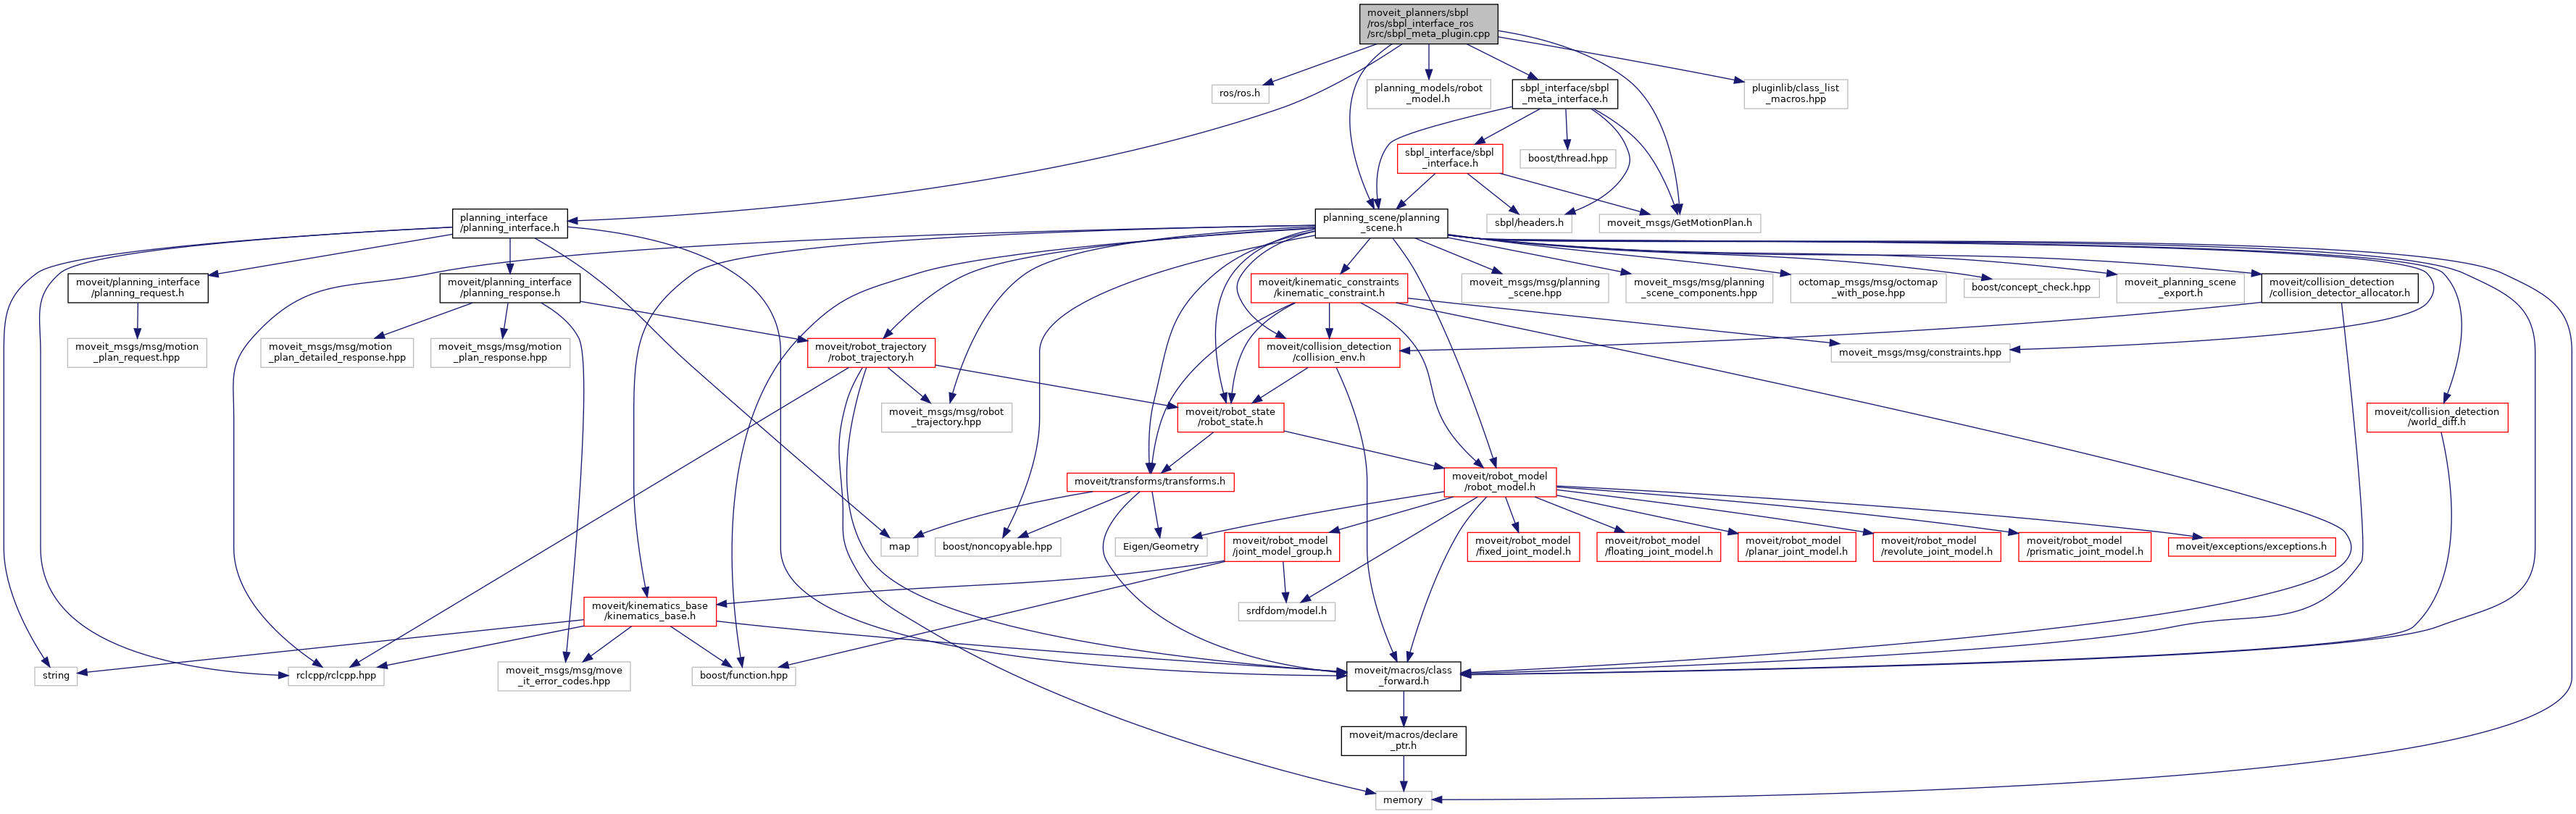 moveit_planners/sbpl
/ros/sbpl_interface_ros
/src/sbpl_meta_plugin.cpp
ros/ros.h
planning_models/robot
_model.h
sbpl_interface/sbpl
_meta_interface.h
pluginlib/class_list
_macros.hpp
sbpl_interface/sbpl
_interface.h
boost/thread.hpp
planning_interface
/planning_interface.h
planning_scene/planning
_scene.h
sbpl/headers.h
moveit_msgs/GetMotionPlan.h
moveit/planning_interface
/planning_request.h
moveit/planning_interface
/planning_response.h
moveit/kinematic_constraints
/kinematic_constraint.h
moveit_msgs/msg/planning
_scene.hpp
moveit_msgs/msg/planning
_scene_components.hpp
octomap_msgs/msg/octomap
_with_pose.hpp
boost/concept_check.hpp
moveit_planning_scene
_export.h
moveit/collision_detection
/collision_detector_allocator.h
moveit_msgs/msg/motion
_plan_request.hpp
moveit_msgs/msg/motion
_plan_detailed_response.hpp
moveit_msgs/msg/motion
_plan_response.hpp
moveit/robot_trajectory
/robot_trajectory.h
moveit/collision_detection
/collision_env.h
moveit_msgs/msg/constraints.hpp
moveit_msgs/msg/robot
_trajectory.hpp
moveit/robot_state
/robot_state.h
moveit/collision_detection
/world_diff.h
moveit/transforms/transforms.h
moveit/robot_model
/robot_model.h
map
boost/noncopyable.hpp
Eigen/Geometry
moveit/robot_model
/joint_model_group.h
moveit/robot_model
/fixed_joint_model.h
moveit/robot_model
/floating_joint_model.h
moveit/robot_model
/planar_joint_model.h
moveit/robot_model
/revolute_joint_model.h
moveit/robot_model
/prismatic_joint_model.h
moveit/exceptions/exceptions.h
moveit/kinematics_base
/kinematics_base.h
srdfdom/model.h
string
rclcpp/rclcpp.hpp
moveit_msgs/msg/move
_it_error_codes.hpp
boost/function.hpp
moveit/macros/class
_forward.h
moveit/macros/declare
_ptr.h
memory